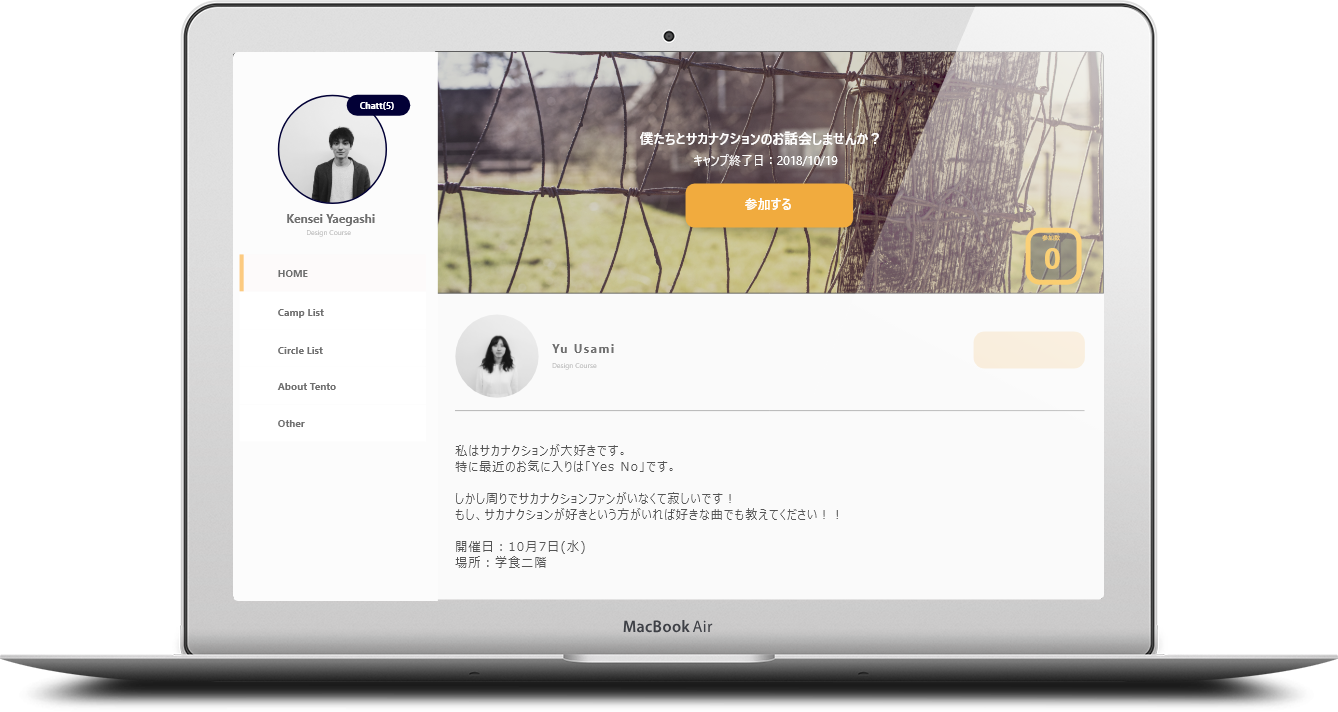 Chatt(5)
Kensei Yaegashi
Design Course
HOME
Camp List
Circle List
About Tento
Other
僕たちとサカナクションのお話会しませんか？
キャンプ終了日：2018/10/19
参加する
参加数
0
Yu Usami
Design Course
私はサカナクションが大好きです。
特に最近のお気に入りは「Yes No」です。
しかし周りでサカナクションファンがいなくて寂しいです！
もし、サカナクションが好きという方がいれば好きな曲でも教えてください！！
開催日：10月7日(水)
場所：学食二階
MacBook Air